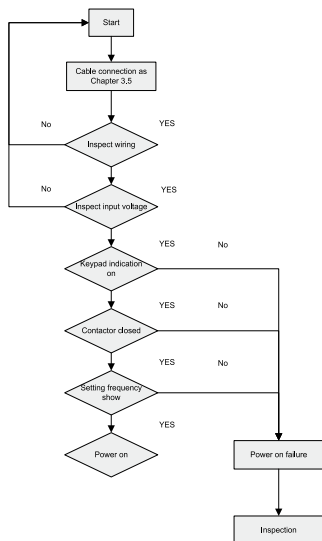 Start
Cable connection as
Chapter 3.5
No
YES
Inspect wiring
No
YES
Inspect input voltage
YES
No
Keypad indication
on
YES
No
Contactor closed
YES
No
Setting frequency
show
YES
Power on
Power on failure
Inspection